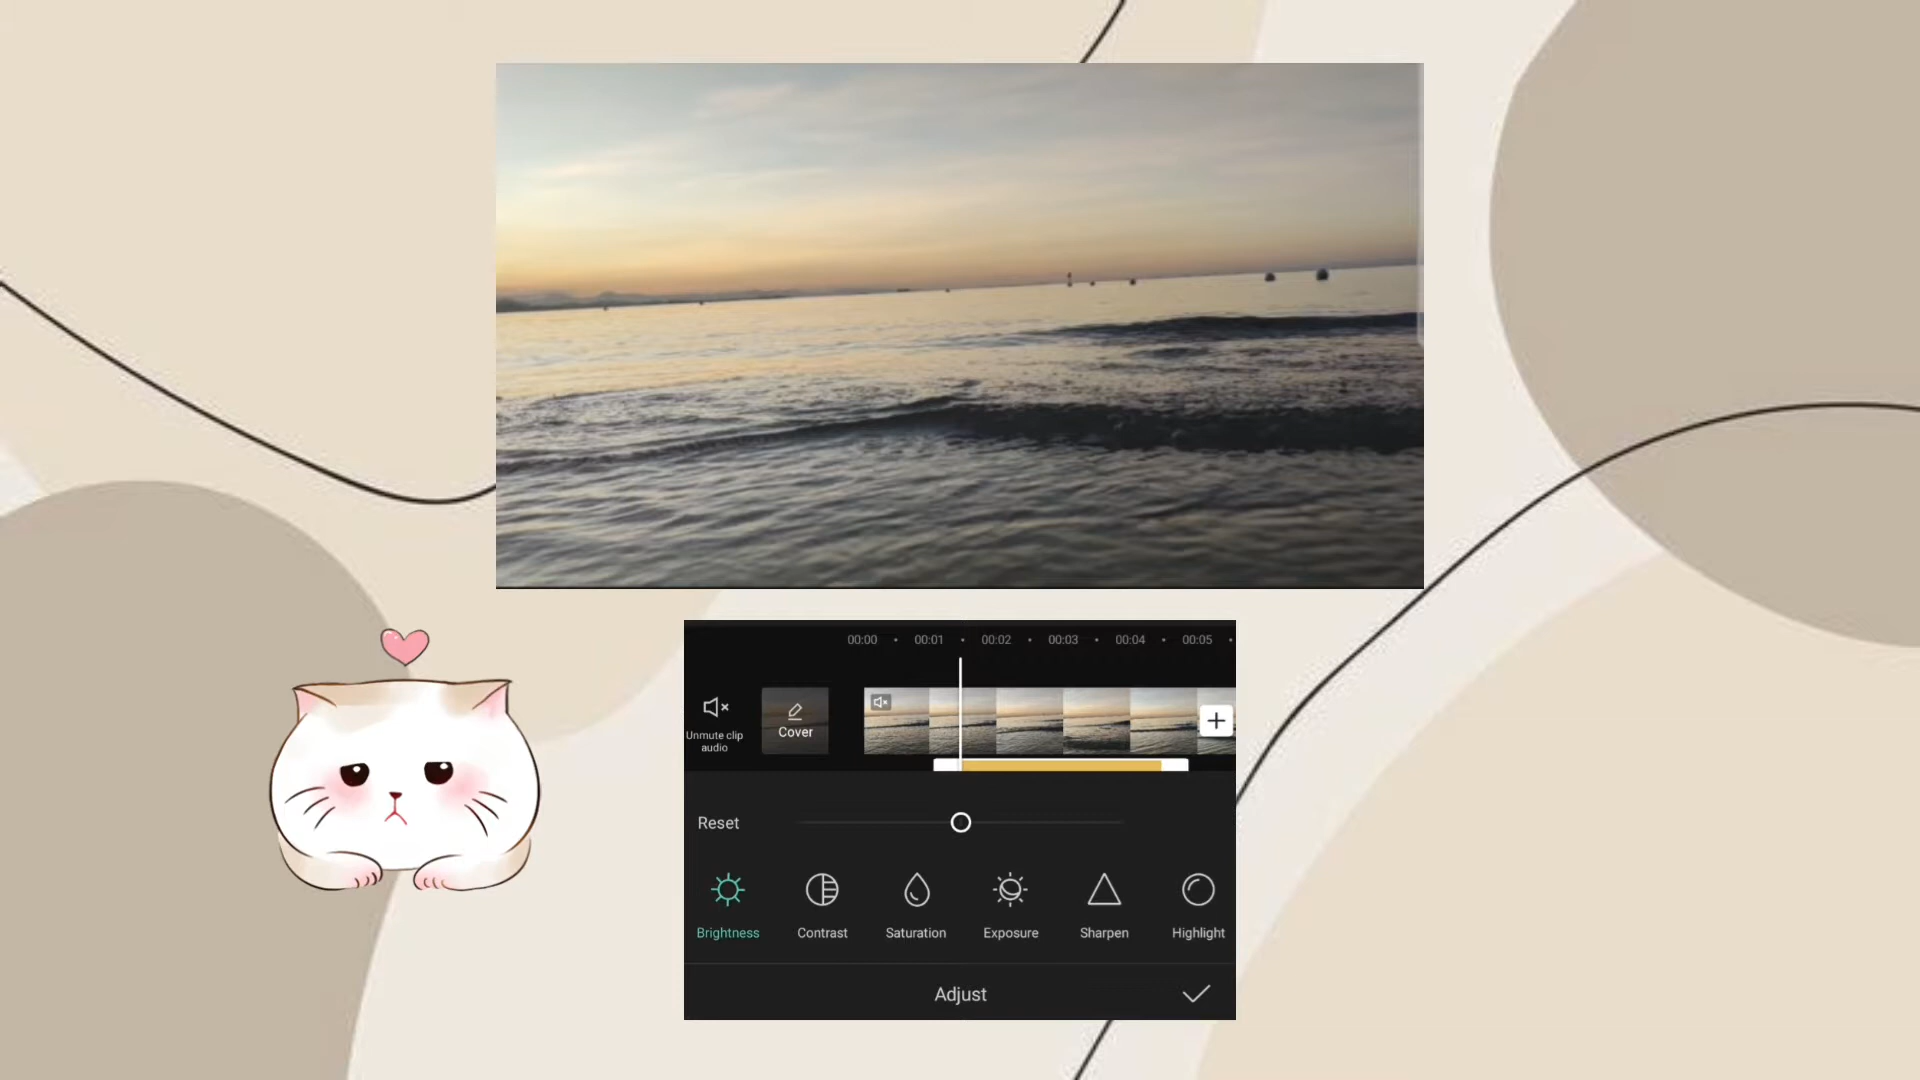 00:00 • 00:01 • 00:02 • 00:03 • 00:04 • 00:05 •
Unmute clip
audio
Cover
Reset
Brightness Contrast Saturation Exposure Sharpen Highlight
Adjust